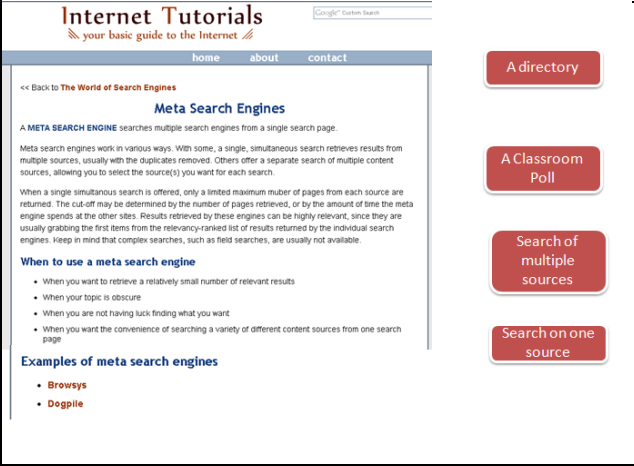 Internet Tutorials
your basic guide to the Internet
Google™ Custom Search
home about contact
<< Back to The World of Search Engines
Meta Search Engines
A META SEARCH ENGINE searches multiple search engines from a single search page.
Meta search engines work in various ways. With some, a single, simultaneous search retrieves results from
multiple sources, usually with the duplicates removed. Others offer a separate search of multiple content
sources, allowing you to select the source(s) you want for each search.
When a single simultanous search is offered, only a limited maximum muber of pages from each source are
returned. The cut-off may be determined by the number of pages retrieved, or by the amount of time the meta
engine spends at the other sites. Results retrieved by these engines can be highly relevant, since they are
usually grabbing the first items from the relevancy-ranked list of results returned by the individual search
engines. Keep in mind that complex searches, such as field searches, are usually not available.
When to use a meta search engine
• When you want to retrieve a relatively small number of relevant results
• When your topic is obscure
• When you are not having luck finding what you want
• When you want the convenience of searching a variety of different content sources from one search
page
Examples of meta search engines
• Browsys
• Dogpile
A directory
A Classroom
Poll
Search of
multiple
sources
Search on one
source